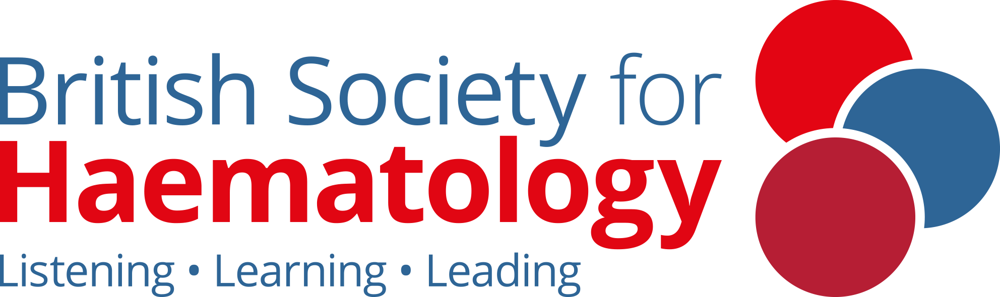 British Society for
Haematology
Listening • Learning • Leading